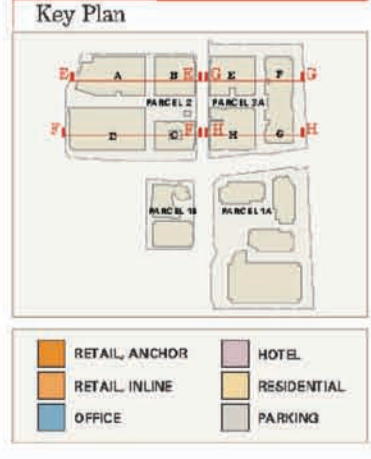 Key Plan
E A B E G E F G
PARCEL 2 PARCEL 2A
F D C F H H G H
PARCEL 1B PARCEL 1A
RETAIL, ANCHOR HOTEL
RETAIL, INLINE RESIDENTIAL
OFFICE PARKING